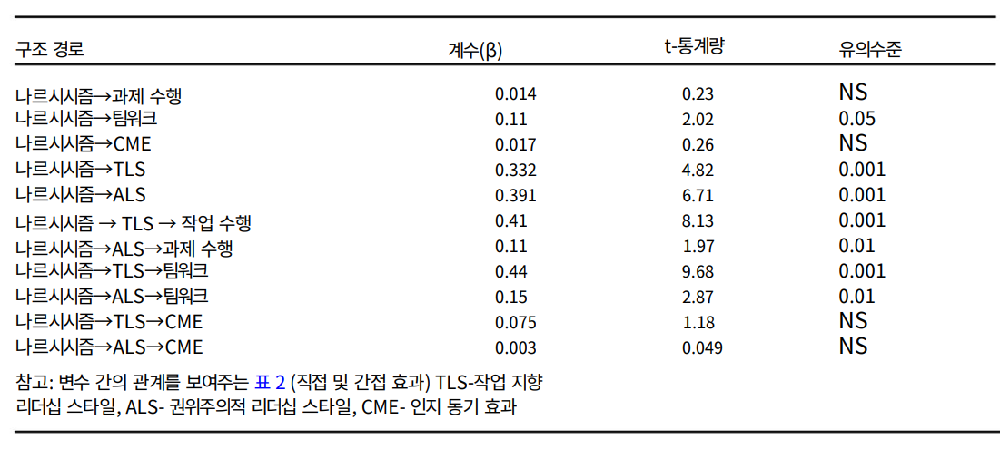 구조 경로 계수(β) t-통계량 유의수준
나르시시즘→과제 수행 0.014 0.23 NS
나르시시즘→팀워크 0.11 2.02 0.05
나르시시즘→CME 0.017 0.26 NS
나르시시즘→TLS 0.332 4.82 0.001
나르시시즘→ALS 0.391 6.71 0.001
나르시시즘 → TLS → 작업 수행 0.41 8.13 0.001
나르시시즘→ALS→과제 수행 0.11 1.97 0.01
나르시시즘→TLS→팀워크 0.44 9.68 0.001
나르시시즘→ALS→팀워크 0.15 2.87 0.01
나르시시즘→TLS→CME 0.075 1.18 NS
나르시시즘→ALS→CME 0.003 0.049 NS
참고: 변수 간의 관계를 보여주는 표 2 (직접 및 간접 효과) TLS-작업 지향
리더십 스타일, ALS- 권위주의적 리더십 스타일, CME- 인지 동기 효과